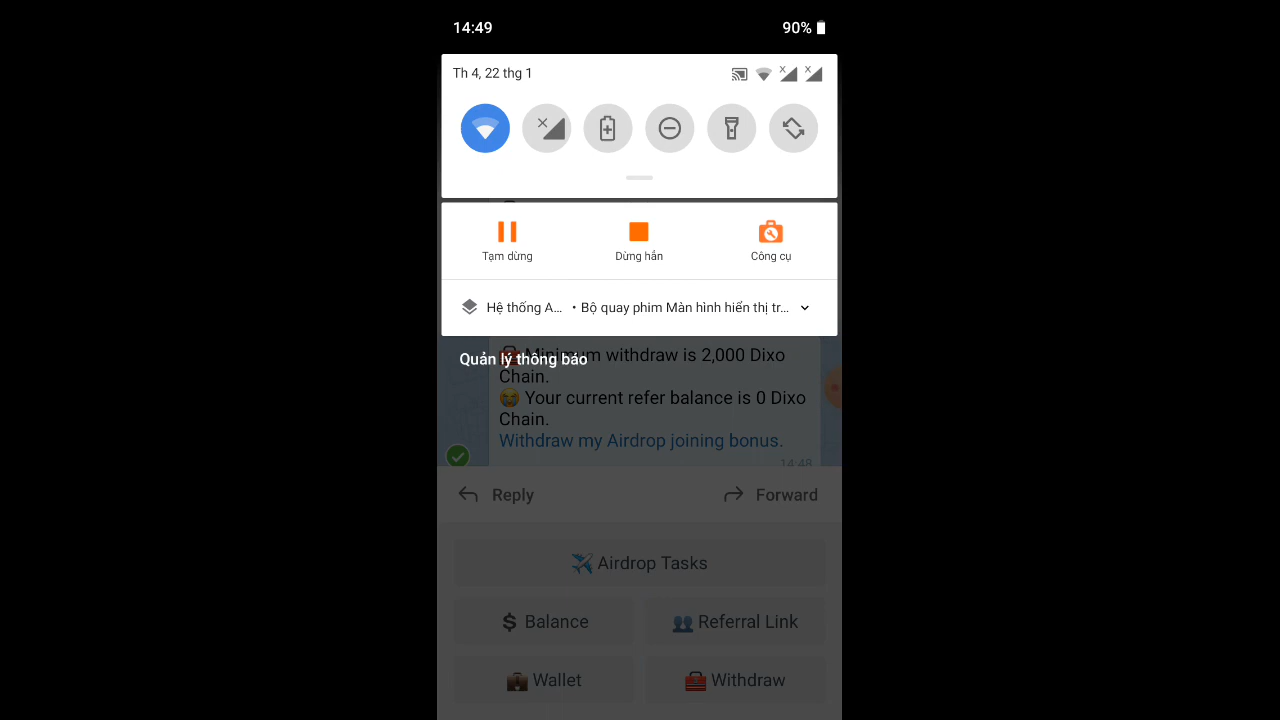 14:49 90%
Th 4, 22 thg 1
Tạm dừng Dừng hẳn Công cụ
Hệ thống A... • Bộ quay phim Màn hình hiển thị tr...
Quản lý thông báo
Minimum withdraw is 2,000 Dixo
Chain.
😭 Your current refer balance is 0 Dixo
Chain.
Withdraw my Airdrop joining bonus.
14:48
Reply Forward
✈️ Airdrop Tasks
$ Balance 👥 Referral Link
💼 Wallet 🧰 Withdraw